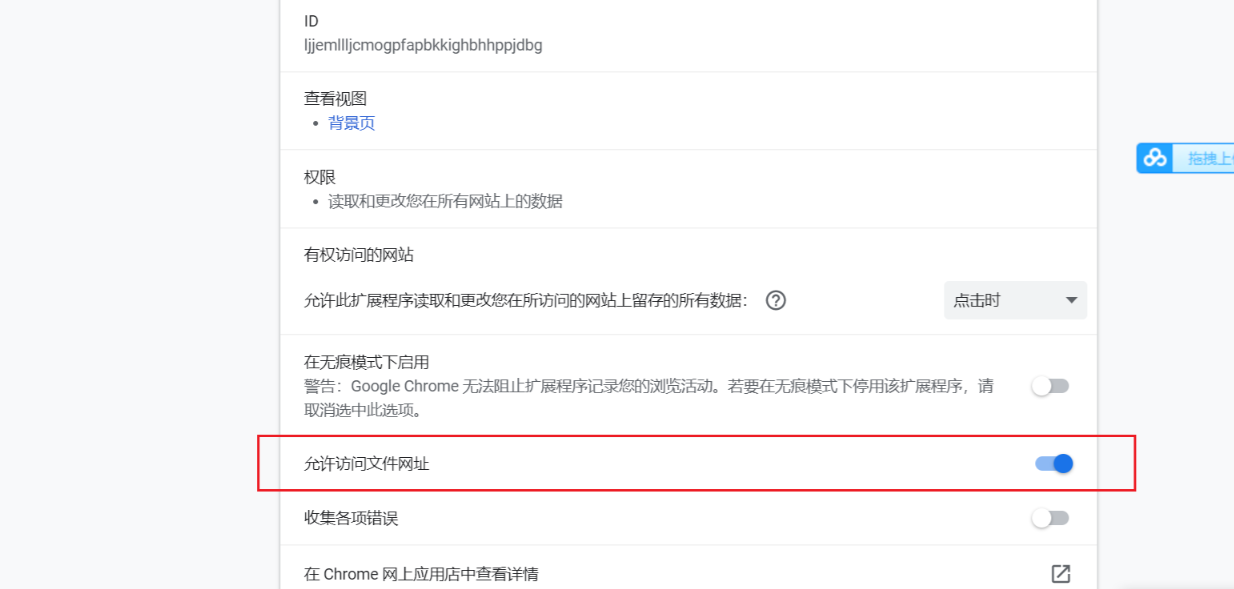 ID
ljjemllljcmogpfapbkkighbhhppjdbg
查看视图
背景页
权限
读取和更改您在所有网站上的数据
有权访问的网站
允许此扩展程序读取和更改您在所访问的网站上留存的所有数据：
点击时
在无痕模式下启用
警告：Google Chrome 无法阻止扩展程序记录您的浏览活动。若要在无痕模式下停用该扩展程序，请
取消选中此选项。
允许访问文件网址
收集各项错误
在 Chrome 网上应用店中查看详情
拖拽上